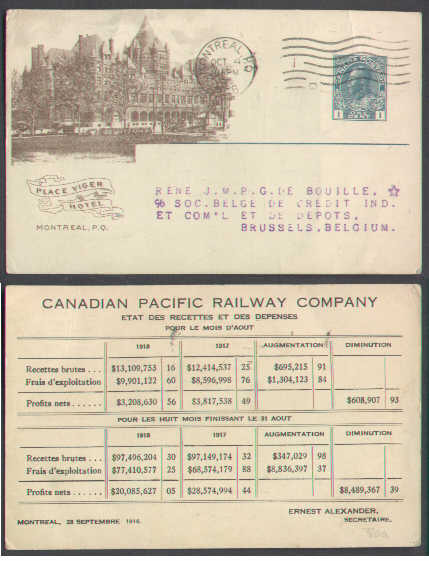 MONTREAL, P.Q.
OCT
1
1
PLACE VIGER
HOTEL
MONTREAL, P.Q.
RENE J.W.P.G. DE BOUILLE,
% SOC. BELGE DE CREDIT IND.
ET COM'L ET DE DEPOTS,
BRUSSELS, BELGIUM.
CANADIAN PACIFIC RAILWAY COMPANY
ETAT DES RECETTES ET DES DEPENSES
POUR LE MOIS D'AOUT
1918 1917 AUGMENTATION DIMINUTION
Recettes brutes . . . $13,109,753 16 $12,414,537 25 $695,215 91
Frais d'exploitation $9,901,122 60 $8,596,998 76 $1,304,123 84
Profits nets . . . . . . $3,208,630 56 $3,817,538 49 $608,907 93
POUR LES HUIT MOIS FINISSANT LE 31 AOUT
1918 1917 AUGMENTATION DIMINUTION
Recettes brutes . . . $97,496,204 30 $97,149,174 32 $347,029 98
Frais d'exploitation $77,410,577 25 $68,574,179 88 $8,836,397 37
Profits nets . . . . . . $20,085,627 05 $28,574,994 44 $8,489,367 39
ERNEST ALEXANDER,
MONTREAL, 28 SEPTEMBRE 1918. SECRETAIRE.